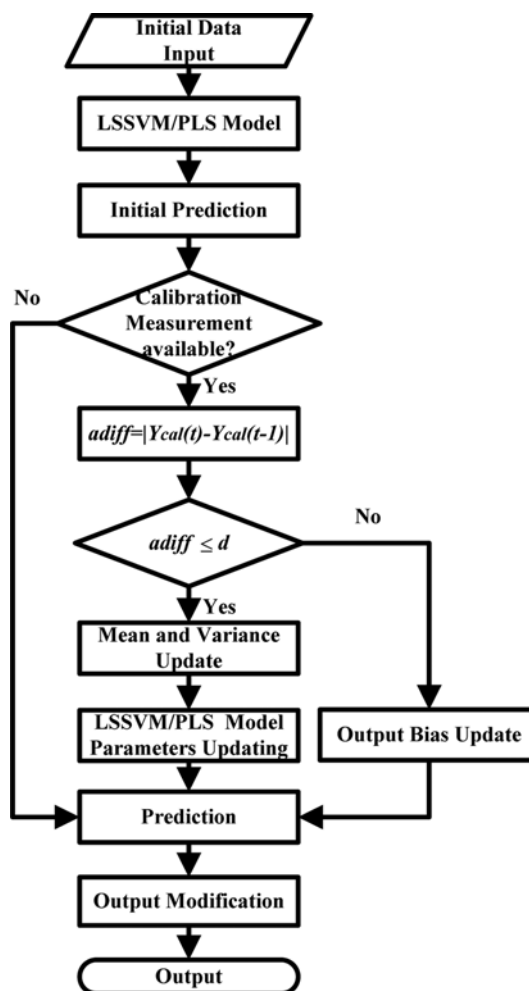 Initial Data
Input
LSSVM/PLS Model
Initial Prediction
No
Calibration
Measurement
available?
Yes
adiff=|Ycal(t)-Ycal(t-1)|
No
adiff ≤ d
Yes
Mean and Variance
Update
LSSVM/PLS Model
Parameters Updating
Output Bias Update
Prediction
Output Modification
Output